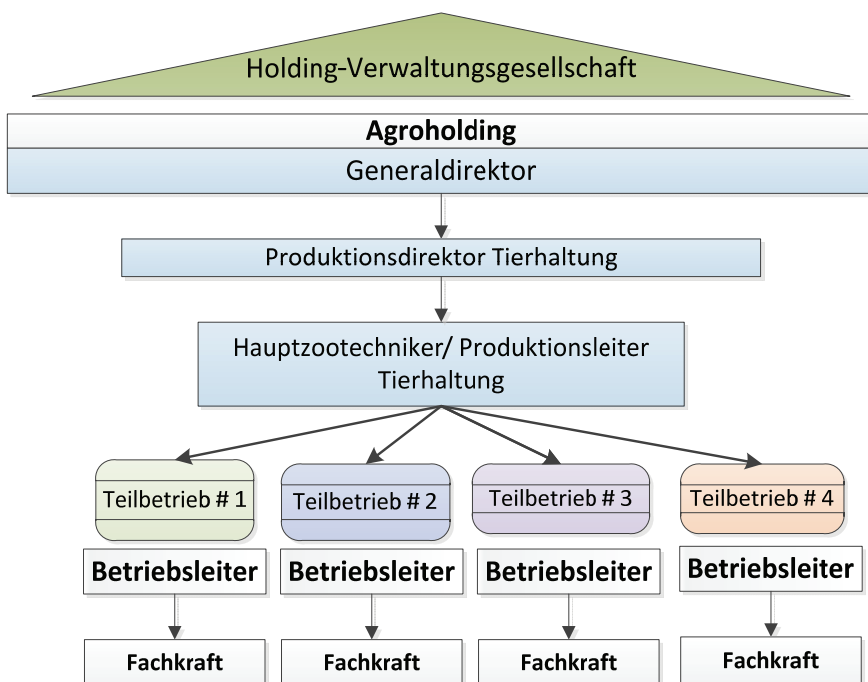 Holding-Verwaltungsgesellschaft
Agroholding
Generaldirektor
Produktionsdirektor Tierhaltung
Hauptzootechniker/ Produktionsleiter
Tierhaltung
Teilbetrieb # 1
Teilbetrieb # 2
Teilbetrieb # 3
Teilbetrieb # 4
Betriebsleiter
Betriebsleiter
Betriebsleiter
Betriebsleiter
Fachkraft
Fachkraft
Fachkraft
Fachkraft